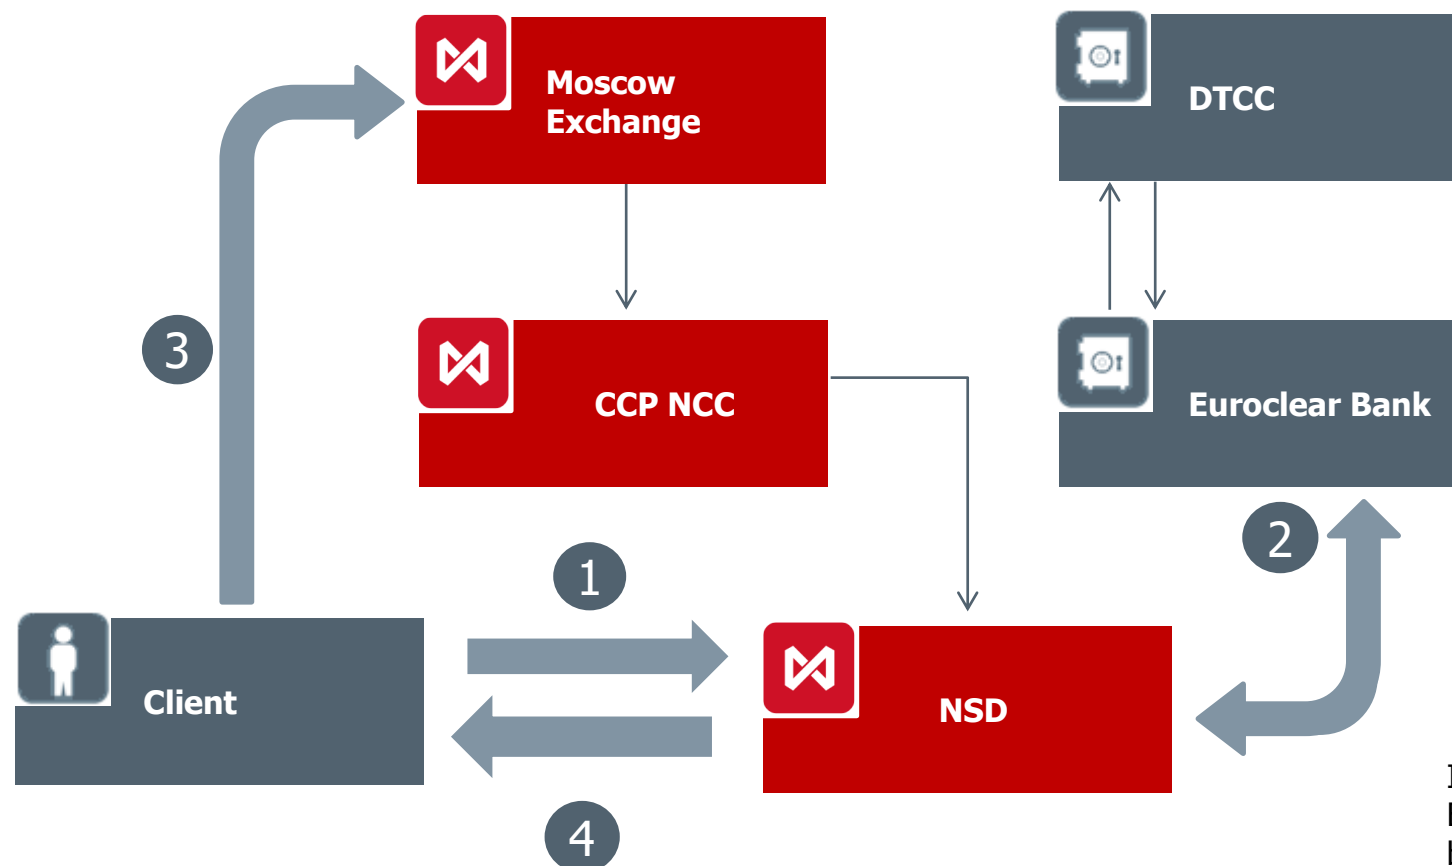 Moscow
Exchange
DTCC
3
CCP NCC
Euroclear Bank
2
1
Client
NSD
4